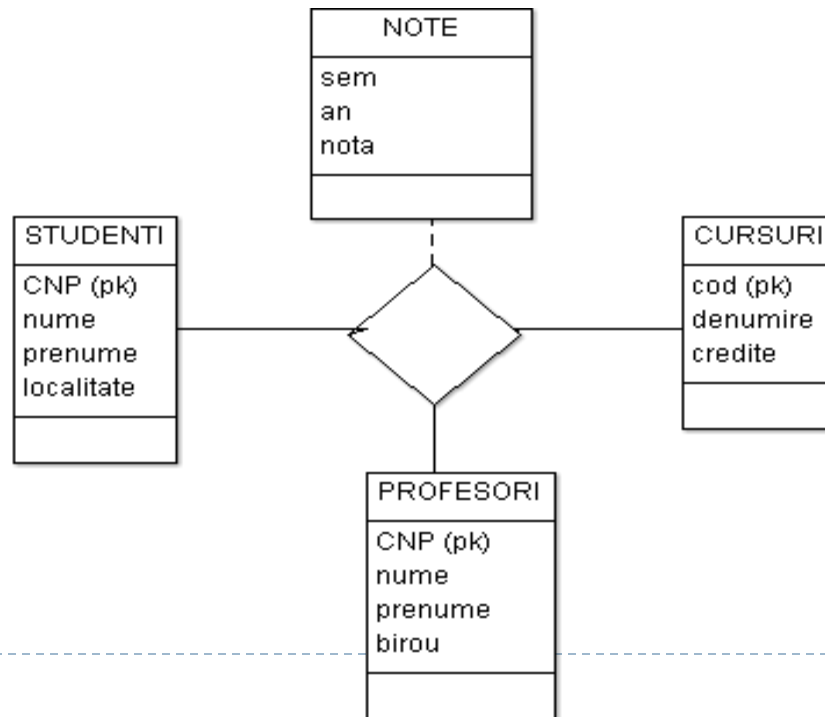 NOTE
sem
an
nota
STUDENTI
CNP (pk)
nume
prenume
localitate
CURSURI
cod (pk)
denumire
credite
PROFESORI
CNP (pk)
nume
prenume
birou